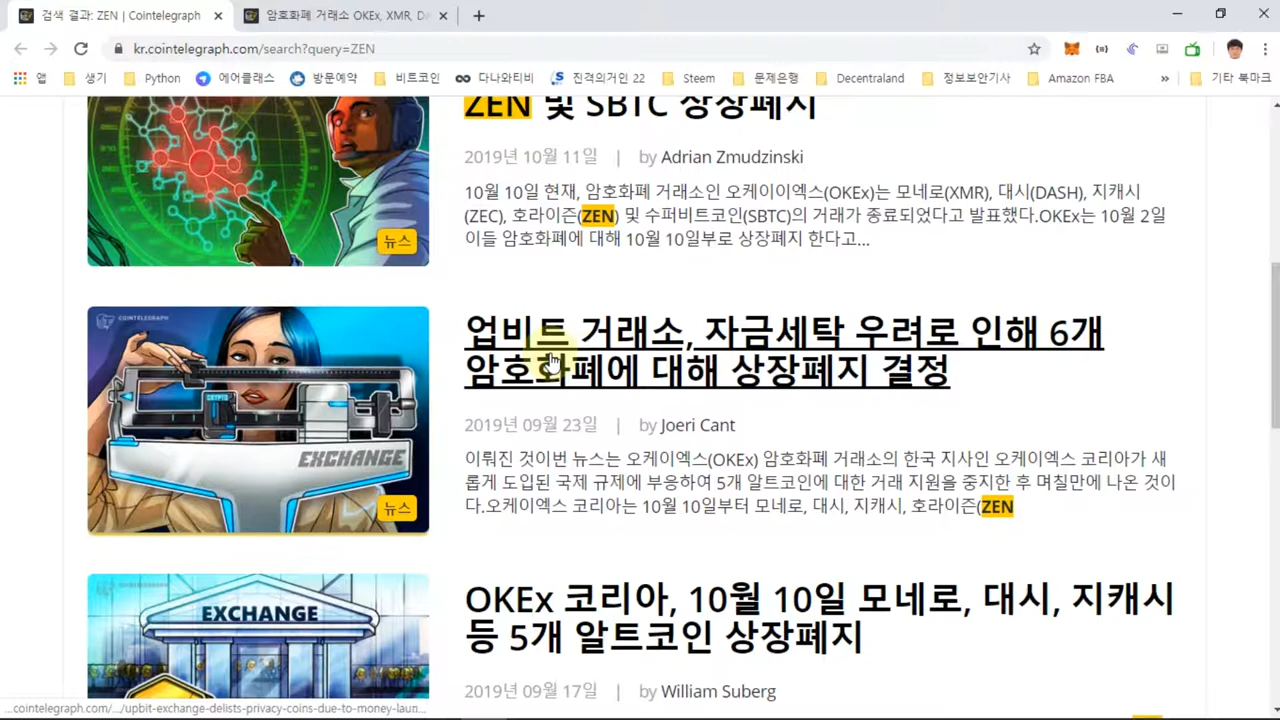 검색 결과: ZEN | Cointelegraph
암호화폐 거래소 OKEx, XMR, DA
kr.cointelegraph.com/search?query=ZEN
앱 생기 Python 에어클래스 방문예약 비트코인 다나와티비 진격의거인 22 Steem 문제은행 Decentraland 정보보안기사 Amazon FBA » 기타 북마크
ZEN 및 SBTC 상장폐지
2019년 10월 11일 | by Adrian Zmudzinski
10월 10일 현재, 암호화폐 거래소인 오케이이엑스(OKEx)는 모네로(XMR), 대시(DASH), 지캐시
(ZEC), 호라이즌(ZEN) 및 수퍼비트코인(SBTC)의 거래가 종료되었다고 발표했다.OKEx는 10월 2일
이들 암호화폐에 대해 10월 10일부로 상장폐지 한다고...
뉴스
COINTELEGRAPH
CRYPTO
EXCHANGE
뉴스
업비트 거래소, 자금세탁 우려로 인해 6개
암호화폐에 대해 상장폐지 결정
2019년 09월 23일 | by Joeri Cant
이뤄진 것이번 뉴스는 오케이엑스(OKEx) 암호화폐 거래소의 한국 지사인 오케이엑스 코리아가 새
롭게 도입된 국제 규제에 부응하여 5개 알트코인에 대한 거래 지원을 중지한 후 며칠만에 나온 것이
다.오케이엑스 코리아는 10월 10일부터 모네로, 대시, 지캐시, 호라이즌(ZEN
COINTELEGRAPH
EXCHANGE
OKEx 코리아, 10월 10일 모네로, 대시, 지캐시
등 5개 알트코인 상장폐지
2019년 09월 17일 | by William Suberg
...cointelegraph.com/.../upbit-exchange-delists-privacy-coins-due-to-money-laun...